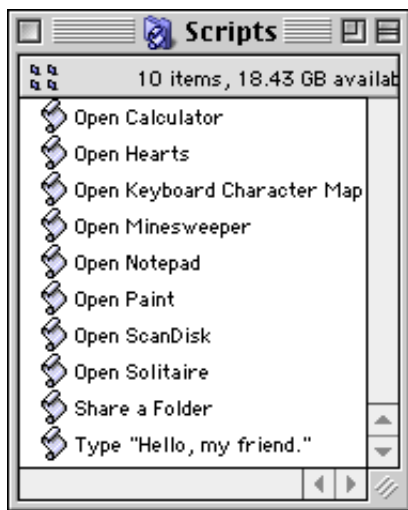 Scripts
10 items, 18.43 GB availab
Open Calculator
Open Hearts
Open Keyboard Character Map
Open Minesweeper
Open Notepad
Open Paint
Open ScanDisk
Open Solitaire
Share a Folder
Type "Hello, my friend."